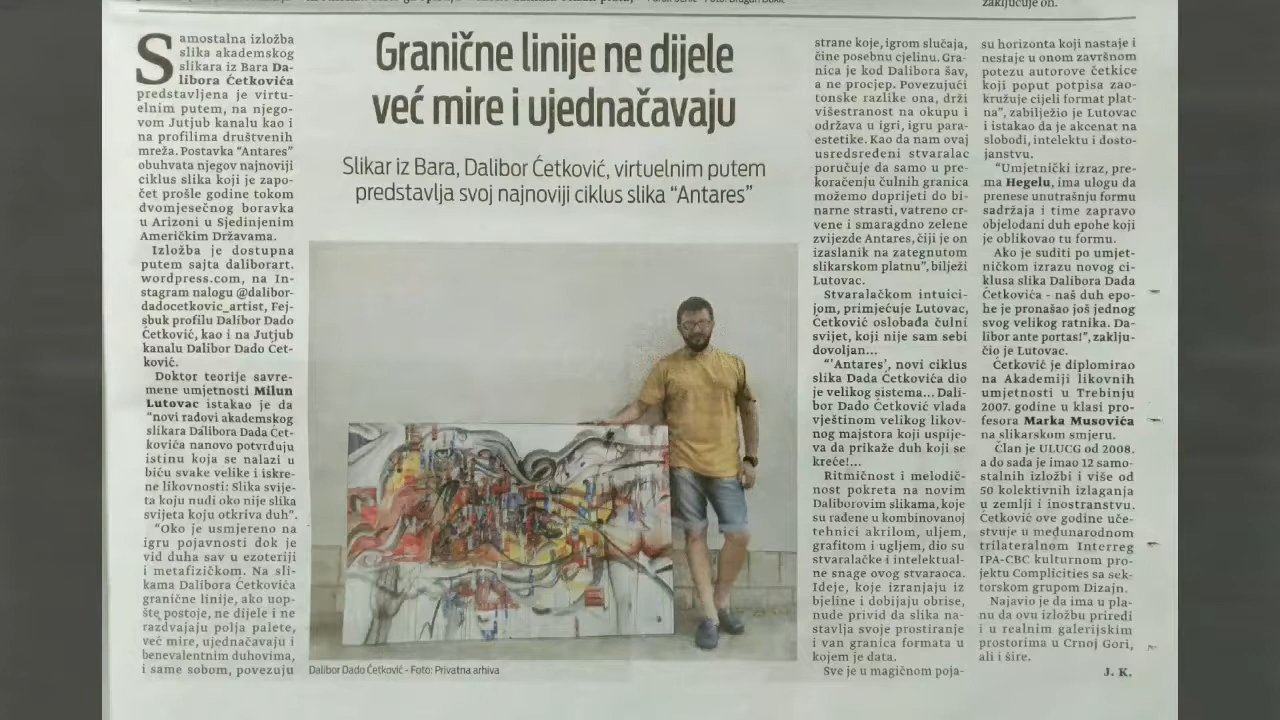 zaključuje on.
Granične linije ne dijele
već mire i ujednačavaju
Slikar iz Bara, Dalibor Ćetković, virtuelnim putem
predstavlja svoj najnoviji ciklus slika “Antares”
Samostalna izložba
slika akademskog
slikara iz Bara Da-
libora Ćetkovića
predstavljena je virtu-
elnim putem, na njego-
vom Jutjub kanalu kao i
na profilima društvenih
mreža. Postavka “Antares”
obuhvata njegov najnoviji
ciklus slika koji je zapo-
čet prošle godine tokom
dvomjesečnog boravka
u Arizoni u Sjedinjenim
Američkim Državama.
Izložba je dostupna
putem sajta daliborart.
wordpress.com, na In-
stagram nalogu @dalibor-
dadocetkovic_artist, Fej-
sbuk profilu Dalibor Dado
Ćetković, kao i na Jutjub
kanalu Dalibor Dado Ćet-
ković.
Doktor teorije savre-
mene umjetnosti Milun
Lutovac istakao je da
“novi radovi akademskog
slikara Dalibora Dada Ćet-
kovića nanovo potvrđuju
istinu koja se nalazi u
biću svake velike i iskre-
ne likovnosti: Slika svije-
ta koju nudi oko nije slika
svijeta koju otkriva duh”.
“Oko je usmjereno na
igru pojavnosti dok je
vid duha sav u ezoteriji
i metafizičkom. Na sli-
kama Dalibora Ćetkovića
granične linije, ako uop-
šte postoje, ne dijele i ne
razdvajaju polja palete,
već mire, ujednačavaju i
benevalentnim duhovima,
i same sobom, povezuju
Dalibor Dado Ćetković - Foto: Privatna arhiva
strane koje, igrom slučaja,
čine posebnu cjelinu. Gra-
nica je kod Dalibora šav,
a ne procjep. Povezujući
tonske razlike ona, drži
višestranost na okupu i
održava u igri, igru para-
estetike. Kao da nam ovaj
usredsređeni stvaralac
poručuje da samo u pre-
koračenju čulnih granica
možemo doprijeti do bi-
narne strasti, vatreno cr-
vene i smaragdno zelene
zvijezde Antares, čiji je on
izaslanik na zategnutom
slikarskom platnu”, bilježi
Lutovac.
Stvaralačkom intuici-
jom, primjećuje Lutovac,
Ćetković oslobađa čulni
svijet, koji nije sam sebi
dovoljan...
“‘Antares’, novi ciklus
slika Dada Ćetkovića dio
je velikog sistema... Dali-
bor Dado Ćetković vlada
vještinom velikog likov-
nog majstora koji uspije-
va da prikaže duh koji se
kreće!...
Ritmičnost i melodič-
nost pokreta na novim
Daliborovim slikama, koje
su rađene u kombinovanoj
tehnici akrilom, uljem,
grafitom i ugljem, dio su
stvaralačke i intelektual-
ne snage ovog stvaraoca.
Ideje, koje izranjaju iz
bjeline i dobijaju obrise,
nude privid da slika na-
stavlja svoje prostiranje
i van granica formata u
kojem je data.
Sve je u magičnom poja-
su horizonta koji nastaje i
nestaje u onom završnom
potezu autorove četkice
koji poput potpisa zao-
kružuje cijeli format plat-
na”, zabilježio je Lutovac
i istakao da je akcenat na
slobodi, intelektu i dosto-
janstvu.
“Umjetnički izraz, pre-
ma Hegelu, ima ulogu da
prenese unutrašnju formu
sadržaja i time zapravo
objelodani duh epohe koji
je oblikovao tu formu.
Ako je suditi po umjet-
ničkom izrazu novog ci-
klusa slika Dalibora Dada
Ćetkovića - naš duh epo-
he je pronašao još jednog
svog velikog ratnika. Da-
libor ante portas!”, zaklju-
čio je Lutovac.
Ćetković je diplomirao
na Akademiji likovnih
umjetnosti u Trebinju
2007. godine u klasi pro-
fesora Marka Musovića
na slikarskom smjeru.
Član je ULUCG od 2008.
a do sada je imao 12 samo-
stalnih izložbi i više od
50 kolektivnih izlaganja
u zemlji i inostranstvu.
Ćetković ove godine uče-
stvuje u međunarodnom
trilateralnom Interreg
IPA-CBC kulturnom pro-
jektu Complicities sa sek-
torskom grupom Dizajn.
Najavio je da ima u pla-
nu da ovu izložbu priredi
i u realnim galerijskim
prostorima u Crnoj Gori,
ali i šire.
J. K.